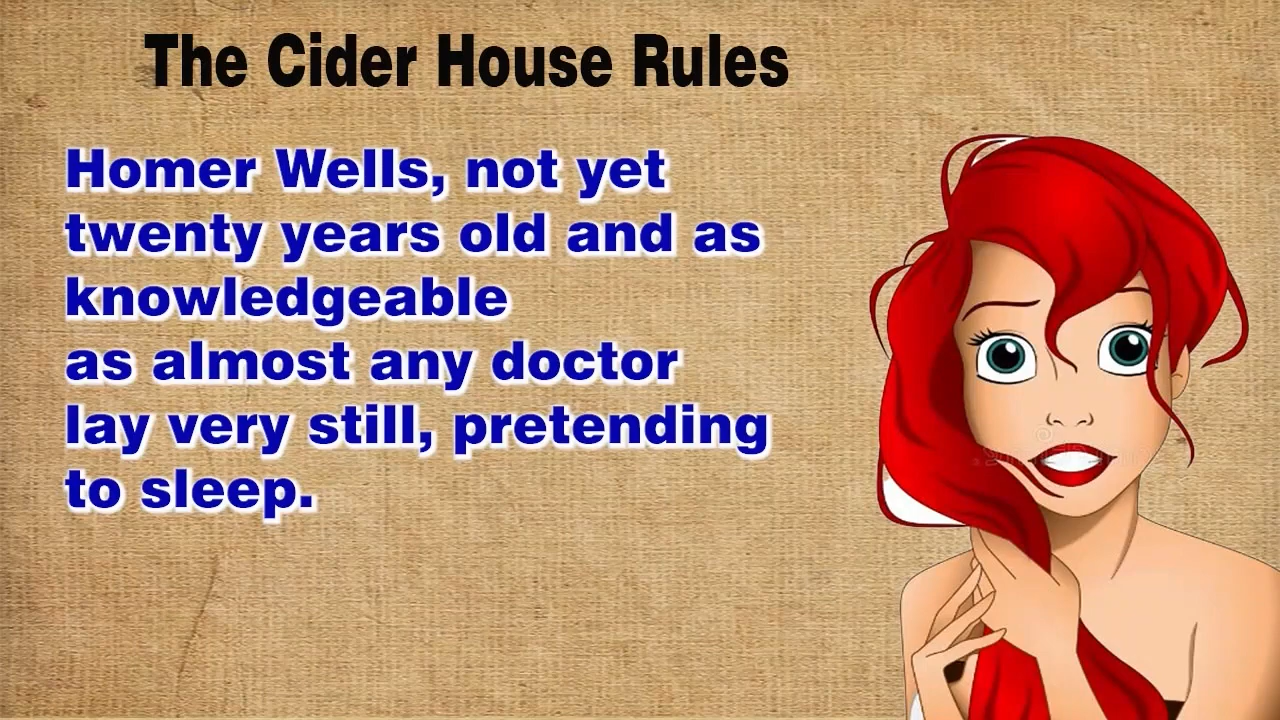 The Cider House Rules
Homer Wells, not yet
twenty years old and as
knowledgeable
as almost any doctor
lay very still, pretending
to sleep.